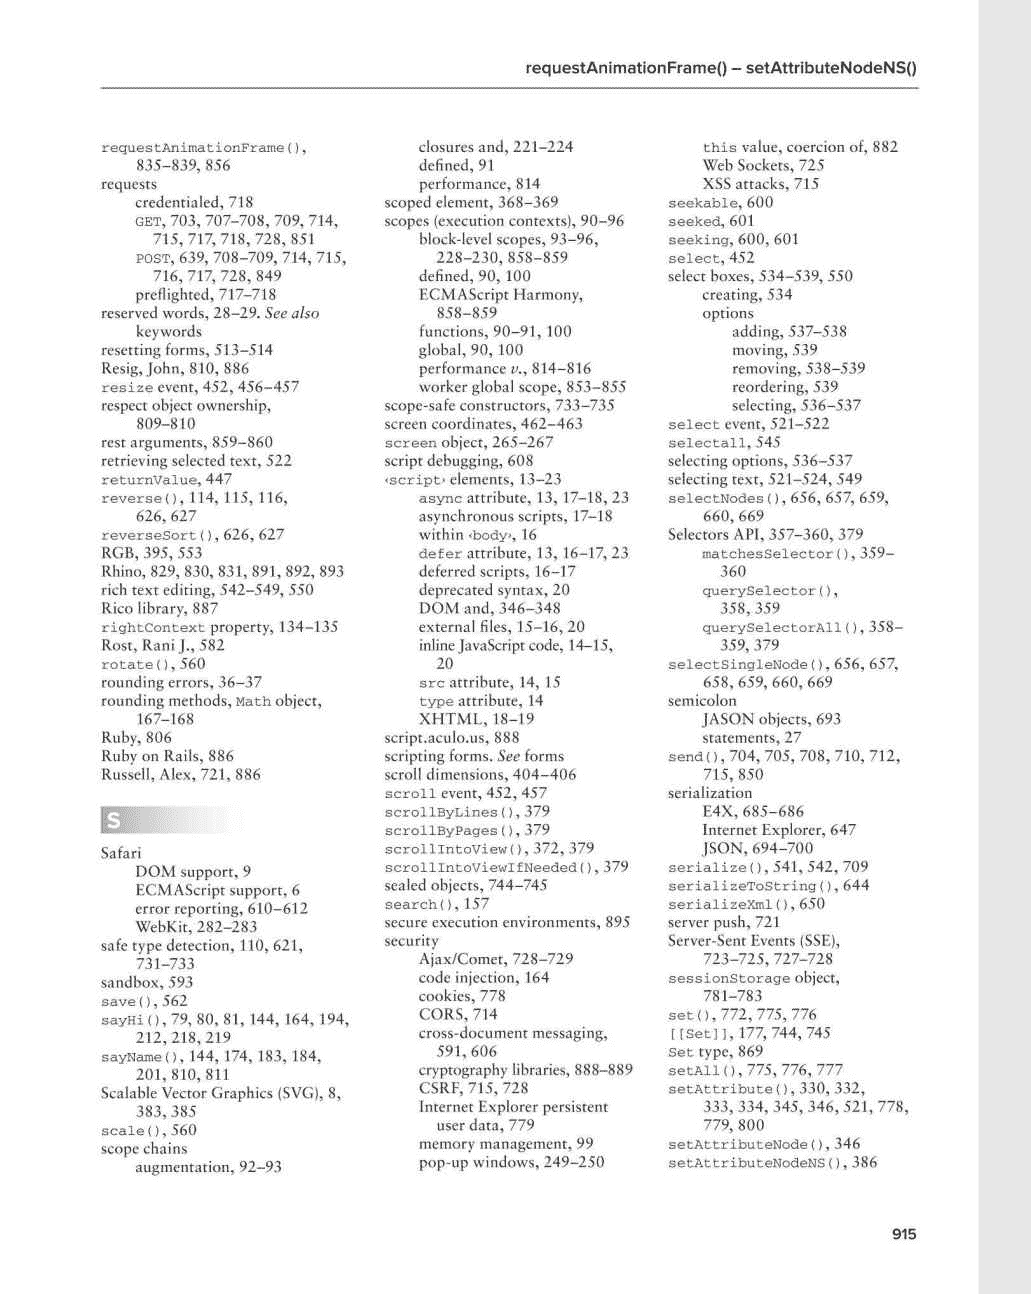 requestAnimationFrame() – setAttributeNodeNS()
requestAnimationFrame(),
835–839, 856
requests
credentialed, 718
GET, 703, 707–708, 709, 714,
715, 717, 718, 728, 851
POST, 639, 708–709, 714, 715,
716, 717, 728, 849
preflighted, 717–718
reserved words, 28–29. See also
keywords
resetting forms, 513–514
Resig, John, 810, 886
resize event, 452, 456–457
respect object ownership,
809–810
rest arguments, 859–860
retrieving selected text, 522
returnValue, 447
reverse(), 114, 115, 116,
626, 627
reverseSort(), 626, 627
RGB, 395, 553
Rhino, 829, 830, 831, 891, 892, 893
rich text editing, 542–549, 550
Rico library, 887
rightContext property, 134–135
Rost, Rani J., 582
rotate(), 560
rounding errors, 36–37
rounding methods, Math object,
167–168
Ruby, 806
Ruby on Rails, 886
Russell, Alex, 721, 886
S
Safari
DOM support, 9
ECMAScript support, 6
error reporting, 610–612
WebKit, 282–283
safe type detection, 110, 621,
731–733
sandbox, 593
save(), 562
sayHi(), 79, 80, 81, 144, 164, 194,
212, 218, 219
sayName(), 144, 174, 183, 184,
201, 810, 811
Scalable Vector Graphics (SVG), 8,
383, 385
scale(), 560
scope chains
augmentation, 92–93
closures and, 221–224
defined, 91
performance, 814
scoped element, 368–369
scopes (execution contexts), 90–96
block-level scopes, 93–96,
228–230, 858–859
defined, 90, 100
ECMAScript Harmony,
858–859
functions, 90–91, 100
global, 90, 100
performance v., 814–816
worker global scope, 853–855
scope-safe constructors, 733–735
screen coordinates, 462–463
screen object, 265–267
script debugging, 608
<script> elements, 13–23
async attribute, 13, 17–18, 23
asynchronous scripts, 17–18
within <body>, 16
defer attribute, 13, 16–17, 23
deferred scripts, 16–17
deprecated syntax, 20
DOM and, 346–348
external files, 15–16, 20
inline JavaScript code, 14–15,
20
src attribute, 14, 15
type attribute, 14
XHTML, 18–19
script.aculo.us, 888
scripting forms. See forms
scroll dimensions, 404–406
scroll event, 452, 457
scrollByLines(), 379
scrollByPages(), 379
scrollIntoView(), 372, 379
scrollIntoViewIfNeeded(), 379
sealed objects, 744–745
search(), 157
secure execution environments, 895
security
Ajax/Comet, 728–729
code injection, 164
cookies, 778
CORS, 714
cross-document messaging,
591, 606
cryptography libraries, 888–889
CSRF, 715, 728
Internet Explorer persistent
user data, 779
memory management, 99
pop-up windows, 249–250
this value, coercion of, 882
Web Sockets, 725
XSS attacks, 715
seekable, 600
seeked, 601
seeking, 600, 601
select, 452
select boxes, 534–539, 550
creating, 534
options
adding, 537–538
moving, 539
removing, 538–539
reordering, 539
selecting, 536–537
select event, 521–522
selectall, 545
selecting options, 536–537
selecting text, 521–524, 549
selectNodes(), 656, 657, 659,
660, 669
Selectors API, 357–360, 379
matchesSelector(), 359–
360
querySelector(),
358, 359
querySelectorAll(), 358–
359, 379
selectSingleNode(), 656, 657,
658, 659, 660, 669
semicolon
JASON objects, 693
statements, 27
send(), 704, 705, 708, 710, 712,
715, 850
serialization
E4X, 685–686
Internet Explorer, 647
JSON, 694–700
serialize(), 541, 542, 709
serializeToString(), 644
serializeXml(), 650
server push, 721
Server-Sent Events (SSE),
723–725, 727–728
sessionStorage object,
781–783
set(), 772, 775, 776
[[Set]], 177, 744, 745
Set type, 869
setAll(), 775, 776, 777
setAttribute(), 330, 332,
333, 334, 345, 346, 521, 778,
779, 800
setAttributeNode(), 346
setAttributeNodeNS(), 386
915